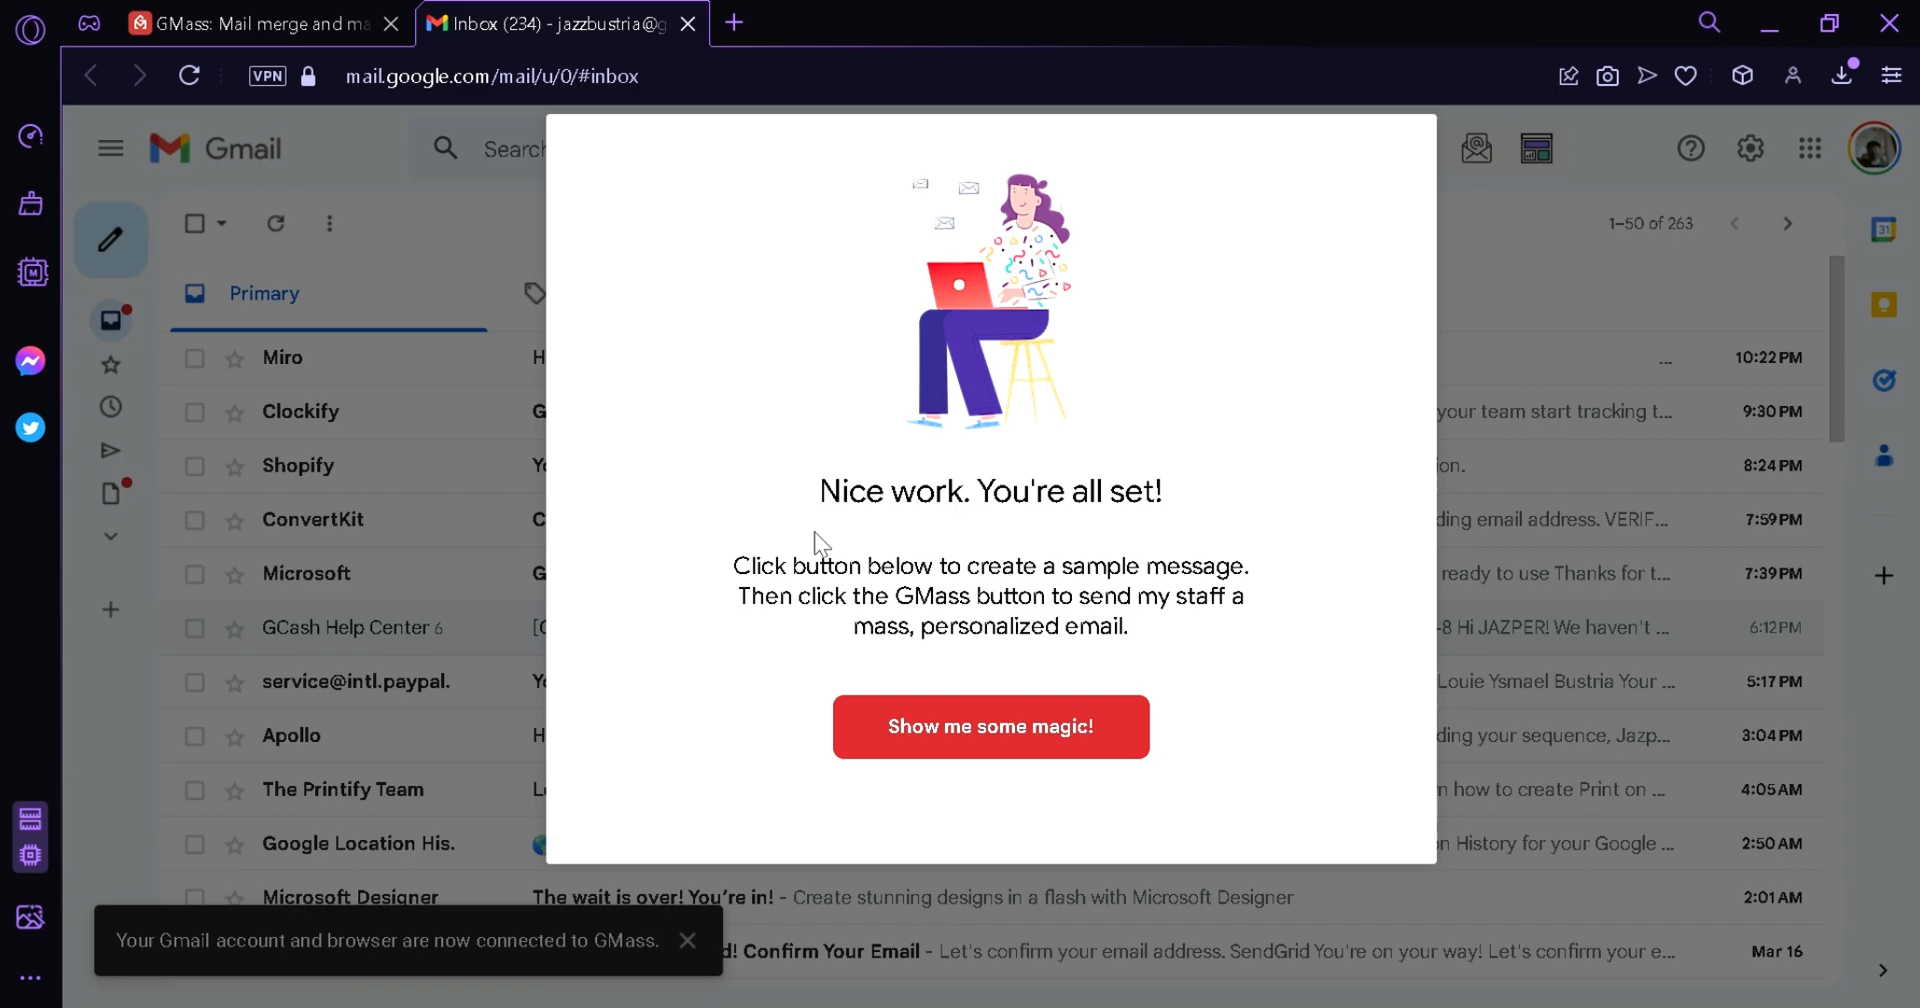 GMass: Mail merge and ma
Inbox (234) - jazzbustria@g
VPN
mail.google.com/mail/u/0/#inbox
Gmail
Search
1–50 of 263
31
Primary
Miro
H
...
10:22 PM
Clockify
G
your team start tracking t...
9:30 PM
Shopify
Yo
ion.
8:24 PM
ConvertKit
C
ding email address. VERIF...
7:59 PM
Microsoft
G
ready to use Thanks for t...
7:39 PM
GCash Help Center 6
[C
-8 Hi JAZPER! We haven't ...
6:12 PM
service@intl.paypal.
Yo
Louie Ysmael Bustria Your ...
5:17 PM
Apollo
H
ding your sequence, Jazp...
3:04 PM
The Printify Team
n how to create Print on ...
4:05 AM
Google Location His.
n History for your Google ...
2:50 AM
Microsoft Designer
The wait is over! You're in! - Create stunning designs in a flash with Microsoft Designer
2:01 AM
d! Confirm Your Email - Let's confirm your email address. SendGrid You're on your way! Let's confirm your e...
Mar 16
Nice work. You're all set!
Click button below to create a sample message.
Then click the GMass button to send my staff a
mass, personalized email.
Show me some magic!
Your Gmail account and browser are now connected to GMass.